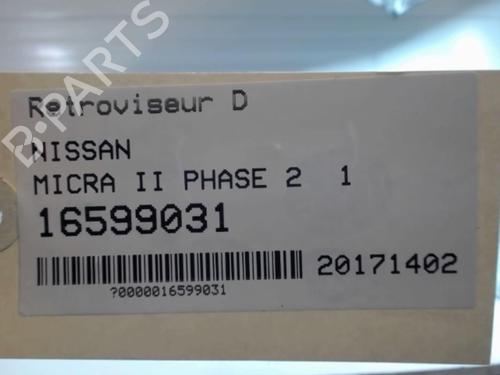 Retroviseur D
NISSAN
MICRA II PHASE 2 1
16599031
20171402
?0000016599031
B-PARTS